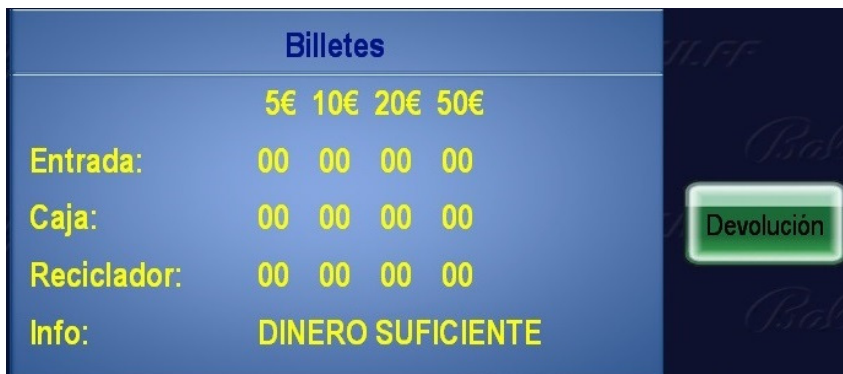 Billetes
5€ 10€ 20€ 50€
Entrada: 00 00 00 00
Caja: 00 00 00 00
Reciclador: 00 00 00 00
Info: DINERO SUFICIENTE
Devolución